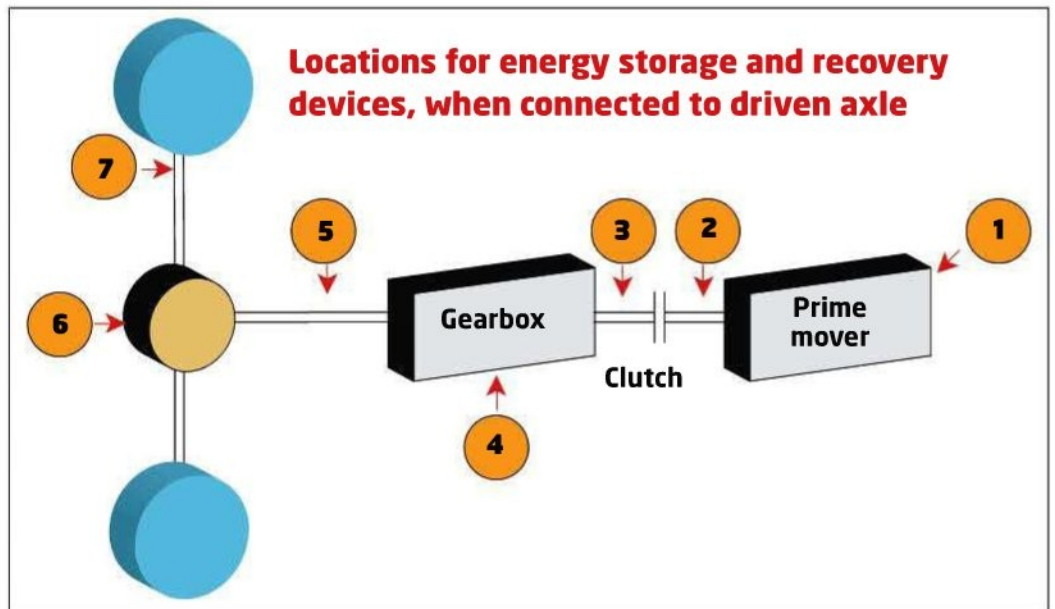 Locations for energy storage and recovery
devices, when connected to driven axle
7
5
3
2
1
6
Gearbox
Prime
mover
Clutch
4